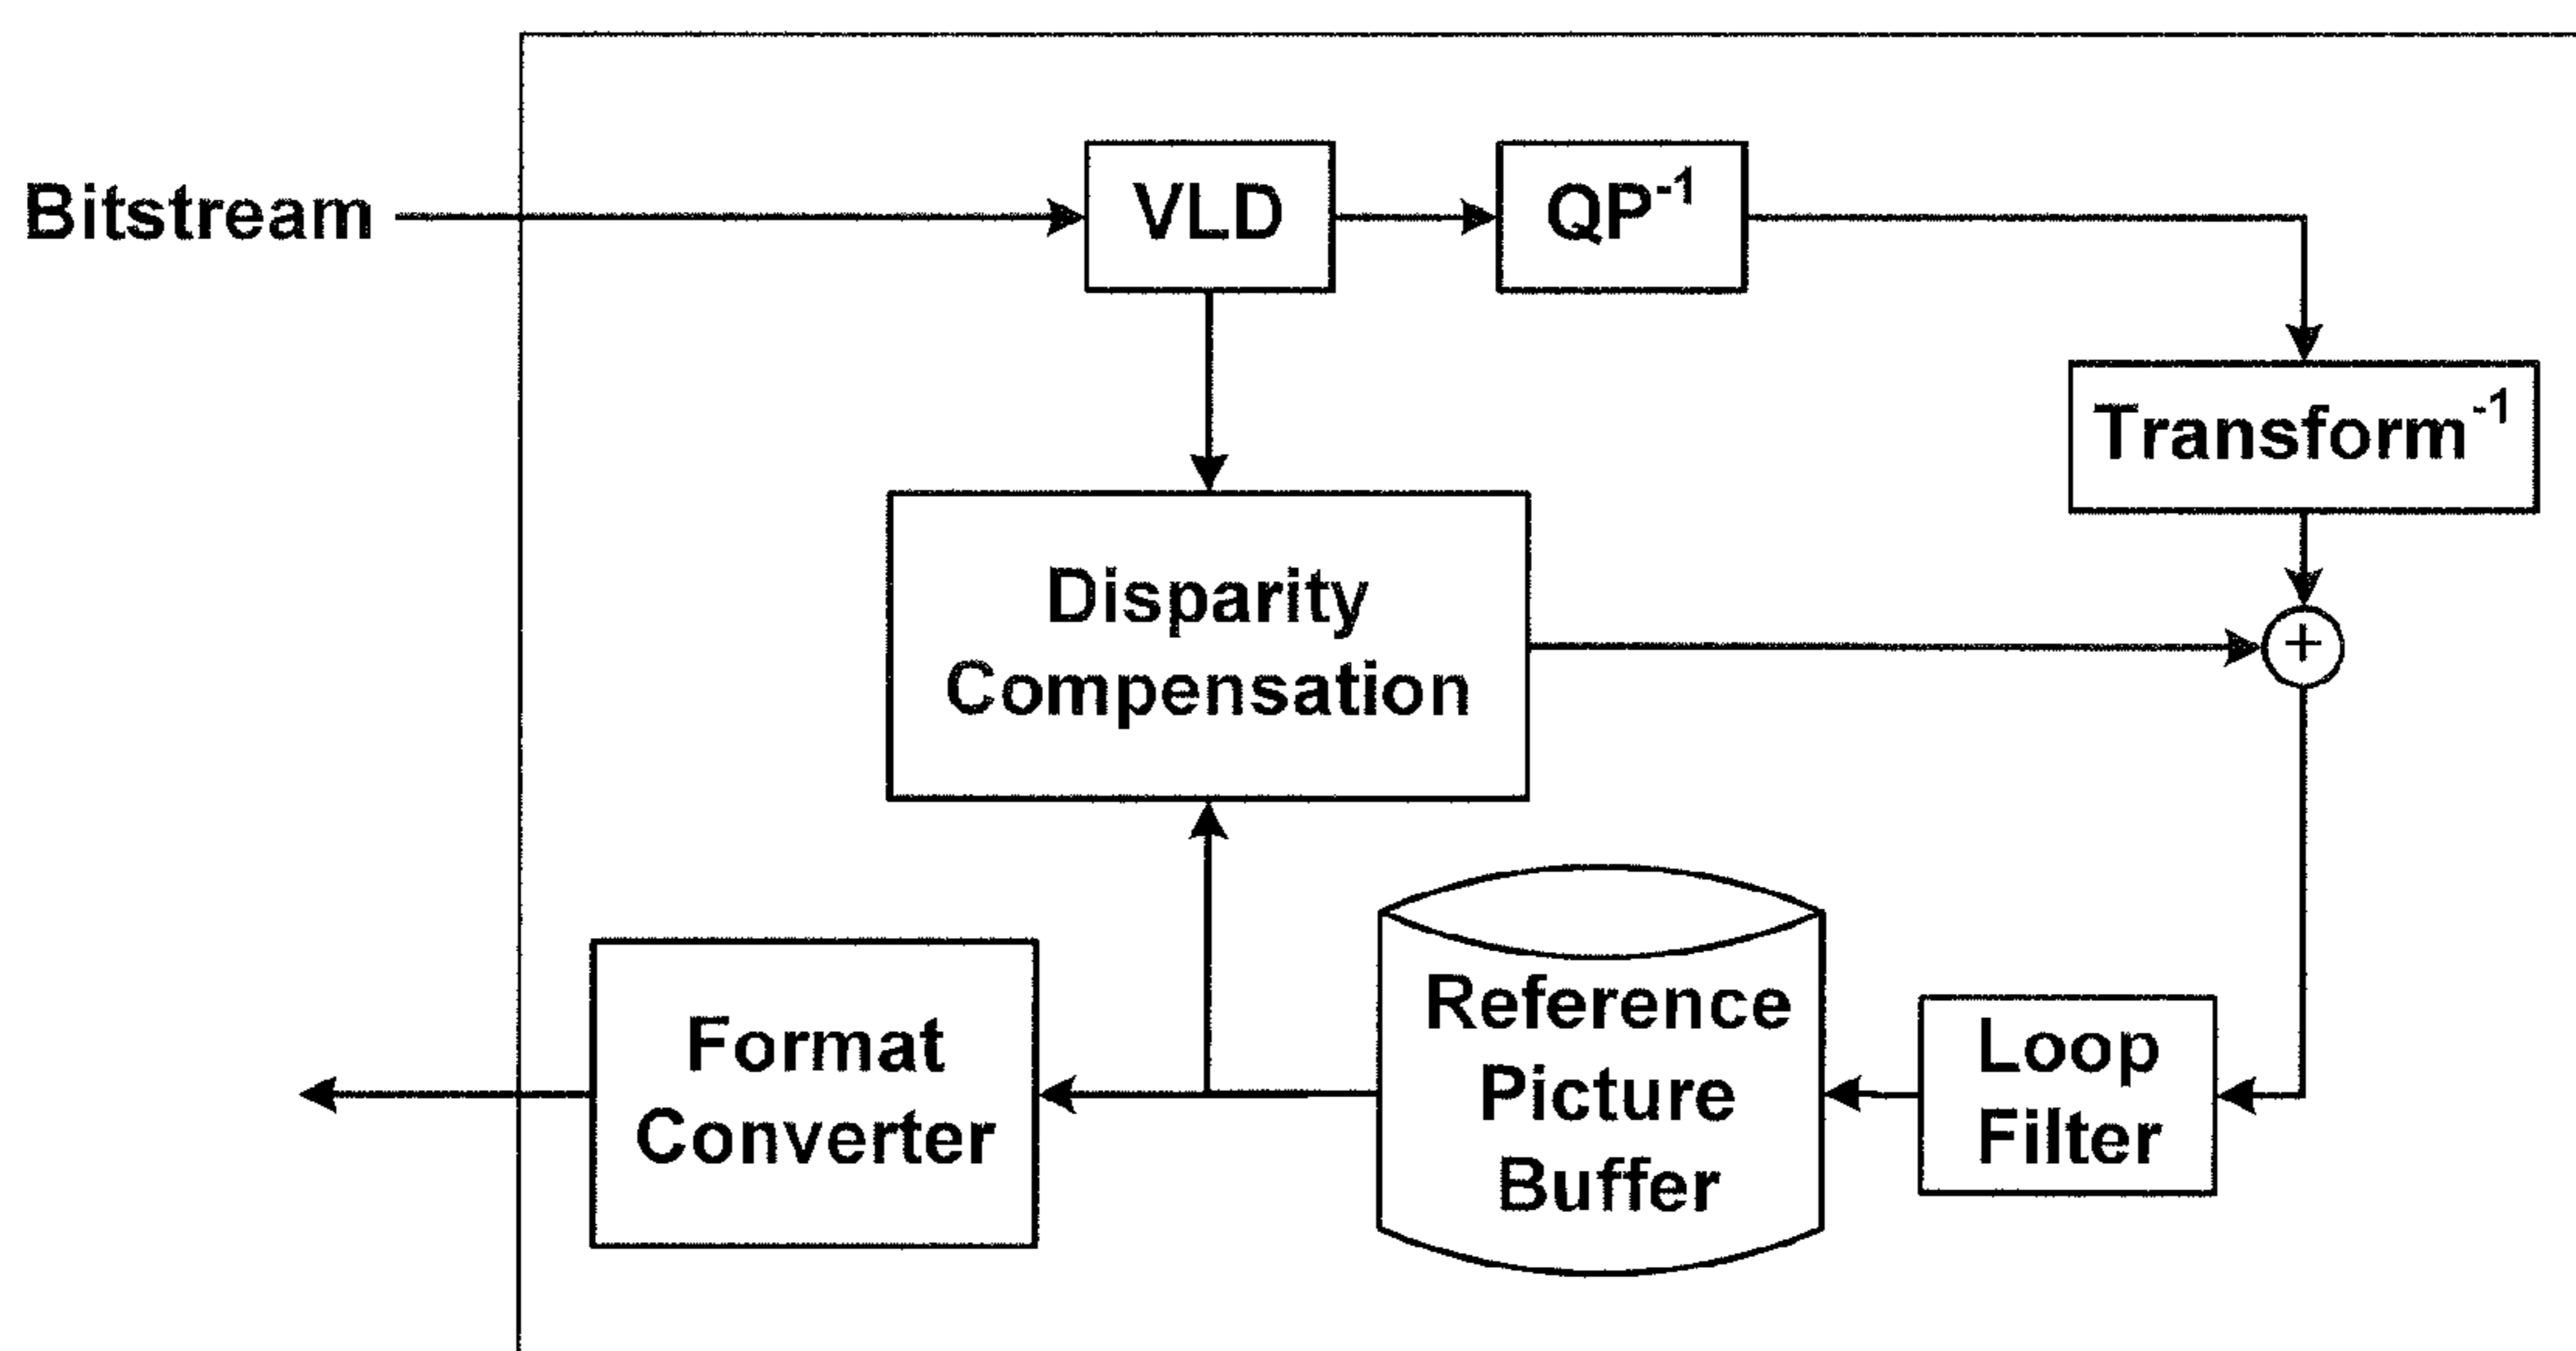 Bitstream
VLD
QP⁻¹
Transform⁻¹
Disparity
Compensation
+
Format
Converter
Reference
Picture
Buffer
Loop
Filter